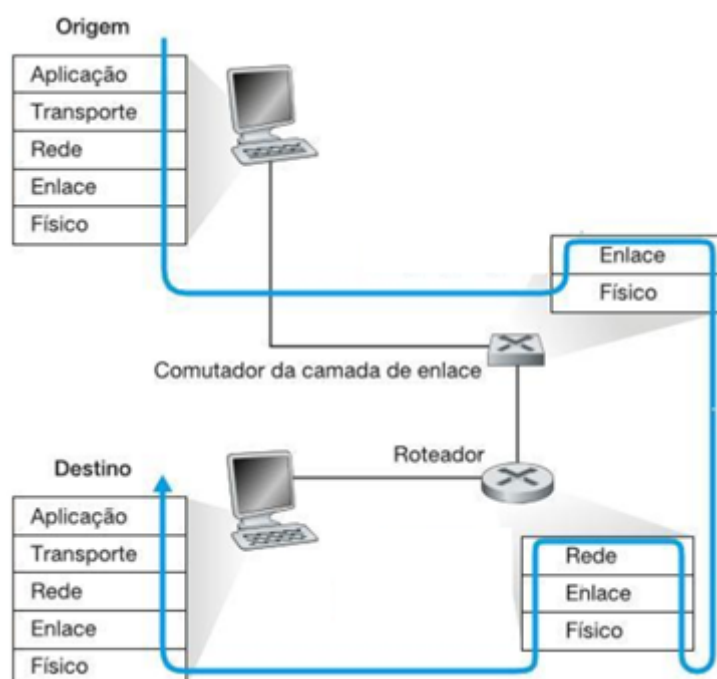 Origem
Aplicação
Transporte
Rede
Enlace
Físico
Enlace
Físico
Comutador da camada de enlace
Roteador
Destino
Aplicação
Transporte
Rede
Enlace
Físico
Rede
Enlace
Físico